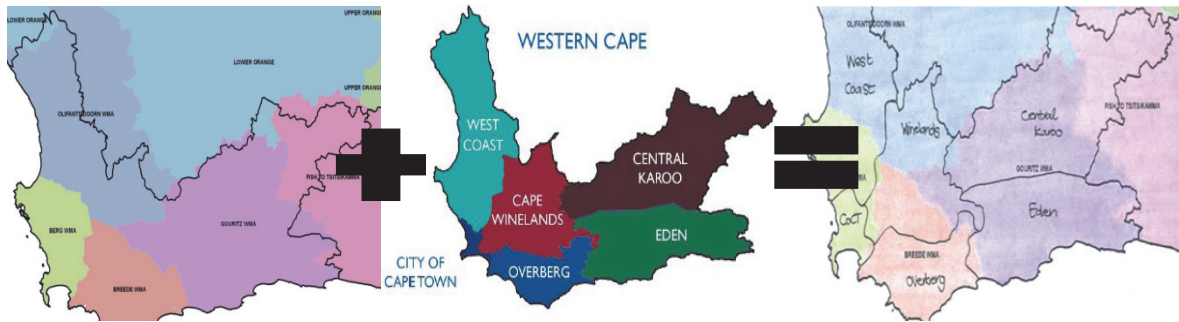 LOWER ORANGE
UPPER ORANGE
LOWER ORANGE
UPPER ORANGE
OLIFANTS/DOORN WMA
FISH TO TSITSIKAMMA
GOURITZ WMA
BERG WMA
BREEDE WMA
WESTERN CAPE
WEST
COAST
CENTRAL
KAROO
CAPE
WINELANDS
EDEN
CITY OF
CAPE TOWN
OVERBERG
OLIFANTS/DOORN WMA
West
Coast
Winelands
Central
Karoo
FISH TO TSITSIKAMMA
GOURITZ WMA
CoCT
Eden
BREEDE WMA
Overberg